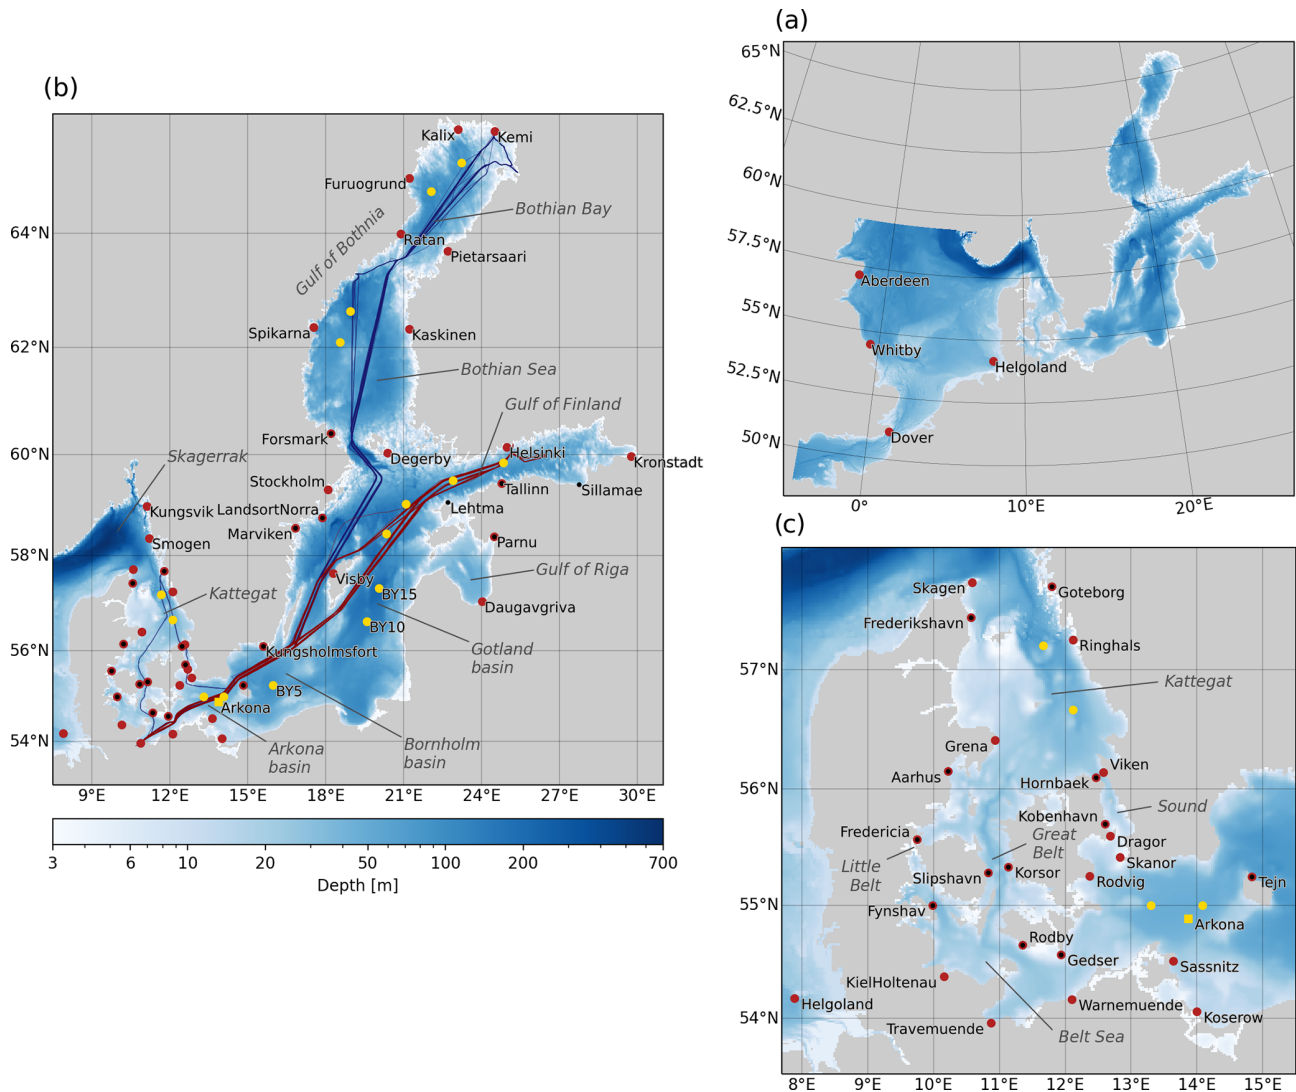 (a)
65°N
62.5°N
60°N
57.5°N
55°N
52.5°N
50°N
Aberdeen
Whitby
Helgoland
Dover
0°
10°E
20°E
(b)
Kalix
Kemi
Furuogrund
Bothian Bay
Gulf of Bothnia
64°N
Ratan
Pietarsaari
Spikarna
Kaskinen
62°N
Bothian Sea
Gulf of Finland
Forsmark
60°N
Degerby
Helsinki
Kronstadt
Skagerrak
Stockholm
Tallinn
Sillamae
Kungsvik
LandsortNorra
Lehtma
Marviken
Smogen
Parnu
58°N
Visby
Gulf of Riga
Kattegat
BY15
Daugavgriva
BY10
56°N
Kungsholmsfort
Gotland
basin
BY5
Arkona
54°N
Arkona
basin
Bornholm
basin
9°E
12°E
15°E
18°E
21°E
24°E
27°E
30°E
3
6
10
20
50
100
200
700
Depth [m]
(c)
Skagen
Goteborg
Frederikshavn
Ringhals
57°N
Kattegat
Grena
Viken
Aarhus
Hornbaek
56°N
Sound
Kobenhavn
Fredericia
Great
Belt
Dragor
Little
Belt
Skanor
Slipshavn
Korsor
Rodvig
Tejn
55°N
Fynshav
Arkona
Rodby
Gedser
Sassnitz
KielHoltenau
Helgoland
Warnemuende
Koserow
54°N
Travemuende
Belt Sea
8°E
9°E
10°E
11°E
12°E
13°E
14°E
15°E